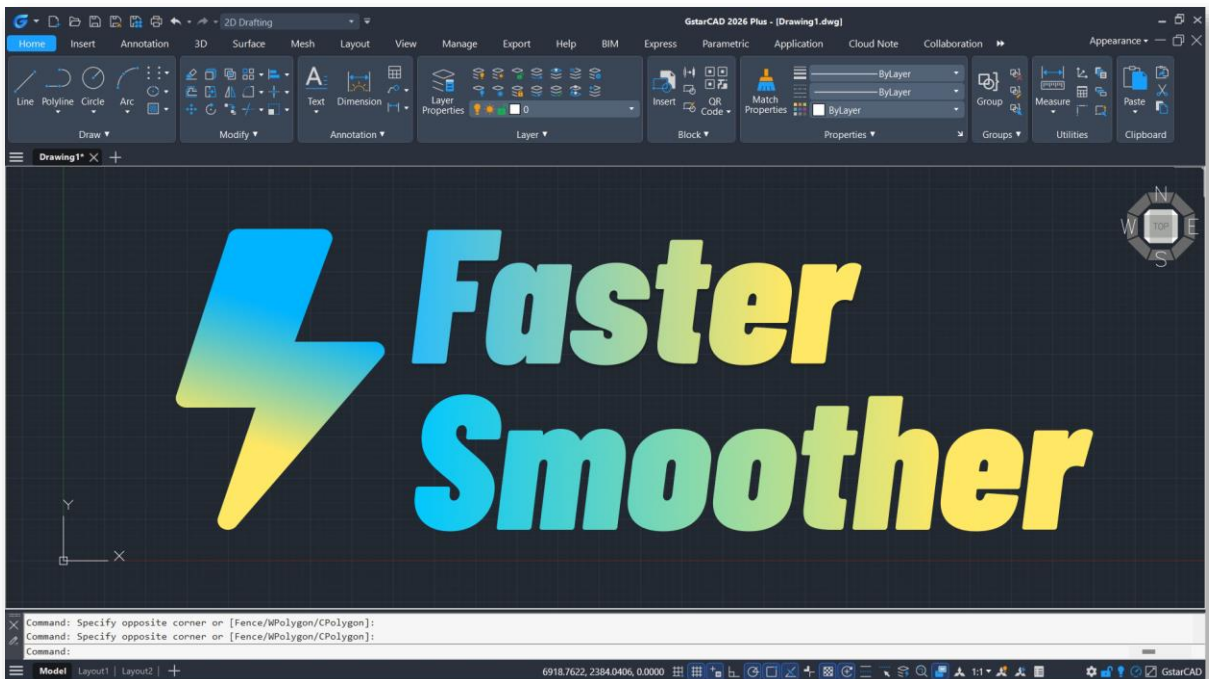 2D Drafting
GstarCAD 2026 Plus - [Drawing1.dwg]
Home Insert Annotation 3D Surface Mesh Layout View Manage Export Help BIM Express Parametric Application Cloud Note Collaboration Appearance
Line Polyline Circle Arc
Text Dimension
Layer Properties
0
Insert
QR Code
Match Properties
ByLayer
ByLayer
ByLayer
Group
Measure
Paste
Draw Modify Annotation Layer Block Properties Groups Utilities Clipboard
Drawing1*
N
W TOP E
S
Faster
Smoother
Y
X
Command: Specify opposite corner or [Fence/WPolygon/CPolygon]:
Command: Specify opposite corner or [Fence/WPolygon/CPolygon]:
Command:
Model Layout1 Layout2 6918.7622, 2384.0406, 0.0000 1:1 GstarCAD